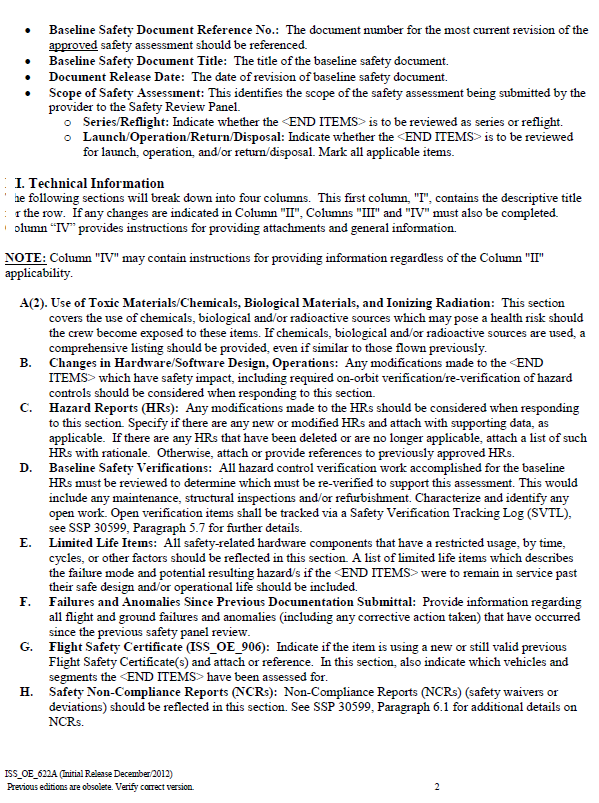 • Baseline Safety Document Reference No.: The document number for the most current revision of the
approved safety assessment should be referenced.
• Baseline Safety Document Title: The title of the baseline safety document.
• Document Release Date: The date of revision of baseline safety document.
• Scope of Safety Assessment: This identifies the scope of the safety assessment being submitted by the
provider to the Safety Review Panel.
o Series/Reflight: Indicate whether the <END ITEMS> is to be reviewed as series or reflight.
o Launch/Operation/Return/Disposal: Indicate whether the <END ITEMS> is to be reviewed
for launch, operation, and/or return/disposal. Mark all applicable items.
I. Technical Information
he following sections will break down into four columns. This first column, "I", contains the descriptive title
r the row. If any changes are indicated in Column "II", Columns "III" and "IV" must also be completed.
olumn “IV” provides instructions for providing attachments and general information.
NOTE: Column "IV" may contain instructions for providing information regardless of the Column "II"
applicability.
A(2). Use of Toxic Materials/Chemicals, Biological Materials, and Ionizing Radiation: This section
covers the use of chemicals, biological and/or radioactive sources which may pose a health risk should
the crew become exposed to these items. If chemicals, biological and/or radioactive sources are used, a
comprehensive listing should be provided, even if similar to those flown previously.
B. Changes in Hardware/Software Design, Operations: Any modifications made to the <END
ITEMS> which have safety impact, including required on-orbit verification/re-verification of hazard
controls should be considered when responding to this section.
C. Hazard Reports (HRs): Any modifications made to the HRs should be considered when responding
to this section. Specify if there are any new or modified HRs and attach with supporting data, as
applicable. If there are any HRs that have been deleted or are no longer applicable, attach a list of such
HRs with rationale. Otherwise, attach or provide references to previously approved HRs.
D. Baseline Safety Verifications: All hazard control verification work accomplished for the baseline
HRs must be reviewed to determine which must be re-verified to support this assessment. This would
include any maintenance, structural inspections and/or refurbishment. Characterize and identify any
open work. Open verification items shall be tracked via a Safety Verification Tracking Log (SVTL),
see SSP 30599, Paragraph 5.7 for further details.
E. Limited Life Items: All safety-related hardware components that have a restricted usage, by time,
cycles, or other factors should be reflected in this section. A list of limited life items which describes
the failure mode and potential resulting hazard/s if the <END ITEMS> were to remain in service past
their safe design and/or operational life should be included.
F. Failures and Anomalies Since Previous Documentation Submittal: Provide information regarding
all flight and ground failures and anomalies (including any corrective action taken) that have occurred
since the previous safety panel review.
G. Flight Safety Certificate (ISS_OE_906): Indicate if the item is using a new or still valid previous
Flight Safety Certificate(s) and attach or reference. In this section, also indicate which vehicles and
segments the <END ITEMS> have been assessed for.
H. Safety Non-Compliance Reports (NCRs): Non-Compliance Reports (NCRs) (safety waivers or
deviations) should be reflected in this section. See SSP 30599, Paragraph 6.1 for additional details on
NCRs.
ISS_OE_622A (Initial Release December/2012)
Previous editions are obsolete. Verify correct version. 2